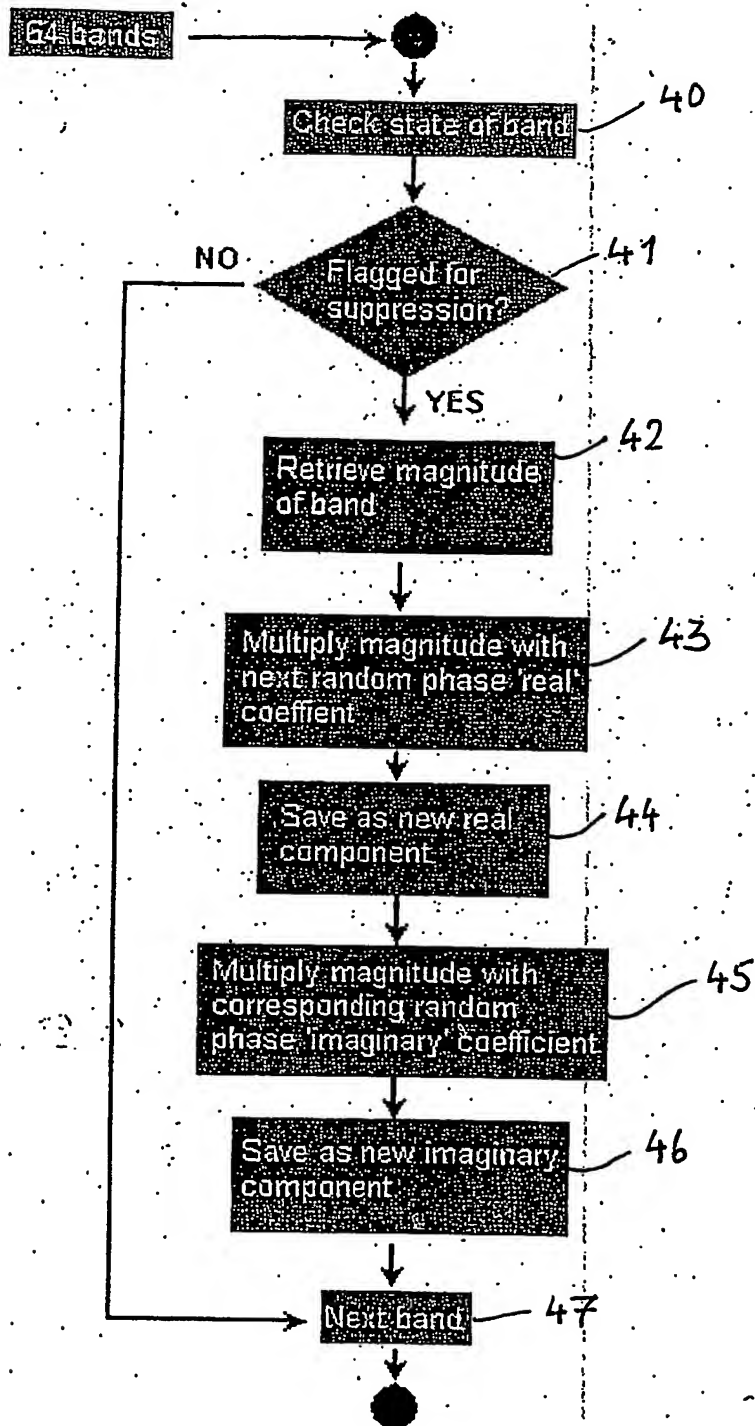 64 bands
Check state of band
40
NO
Flagged for
suppression?
41
YES
Retrieve magnitude
of band
42
Multiply magnitude with
next random phase 'real'
coeffient
43
Save as new real
component
44
Multiply magnitude with
corresponding random
phase 'imaginary' coefficient
45
Save as new imaginary
component
46
Next band
47